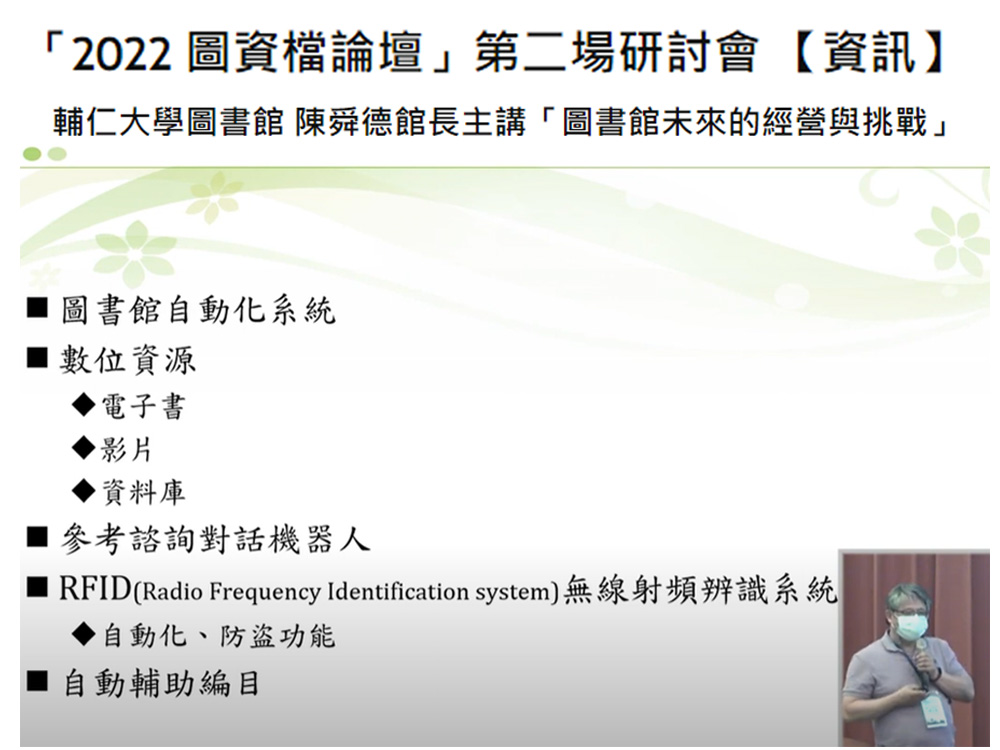 「2022 圖資檔論壇」第二場研討會 【資訊】
輔仁大學圖書館 陳舜德館長主講「圖書館未來的經營與挑戰」
■ 圖書館自動化系統
■ 數位資源
◆電子書
◆影片
◆資料庫
■ 參考諮詢對話機器人
■ RFID(Radio Frequency Identification system)無線射頻辨識系統
◆自動化、防盜功能
■ 自動輔助編目